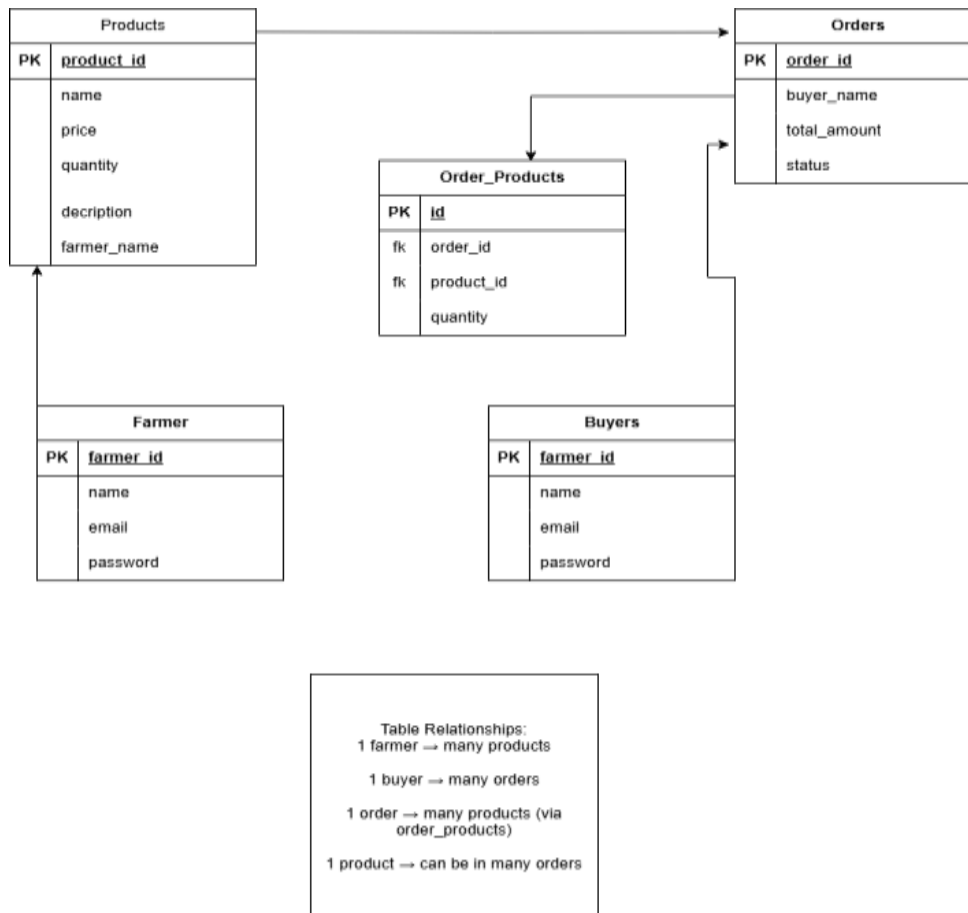 Products
PK product_id
name
price
quantity
decription
farmer_name
Orders
PK order_id
buyer_name
total_amount
status
Order_Products
PK id
fk order_id
fk product_id
quantity
Farmer
PK farmer_id
name
email
password
Buyers
PK farmer_id
name
email
password
Table Relationships:
1 farmer → many products
1 buyer → many orders
1 order → many products (via
order_products)
1 product → can be in many orders